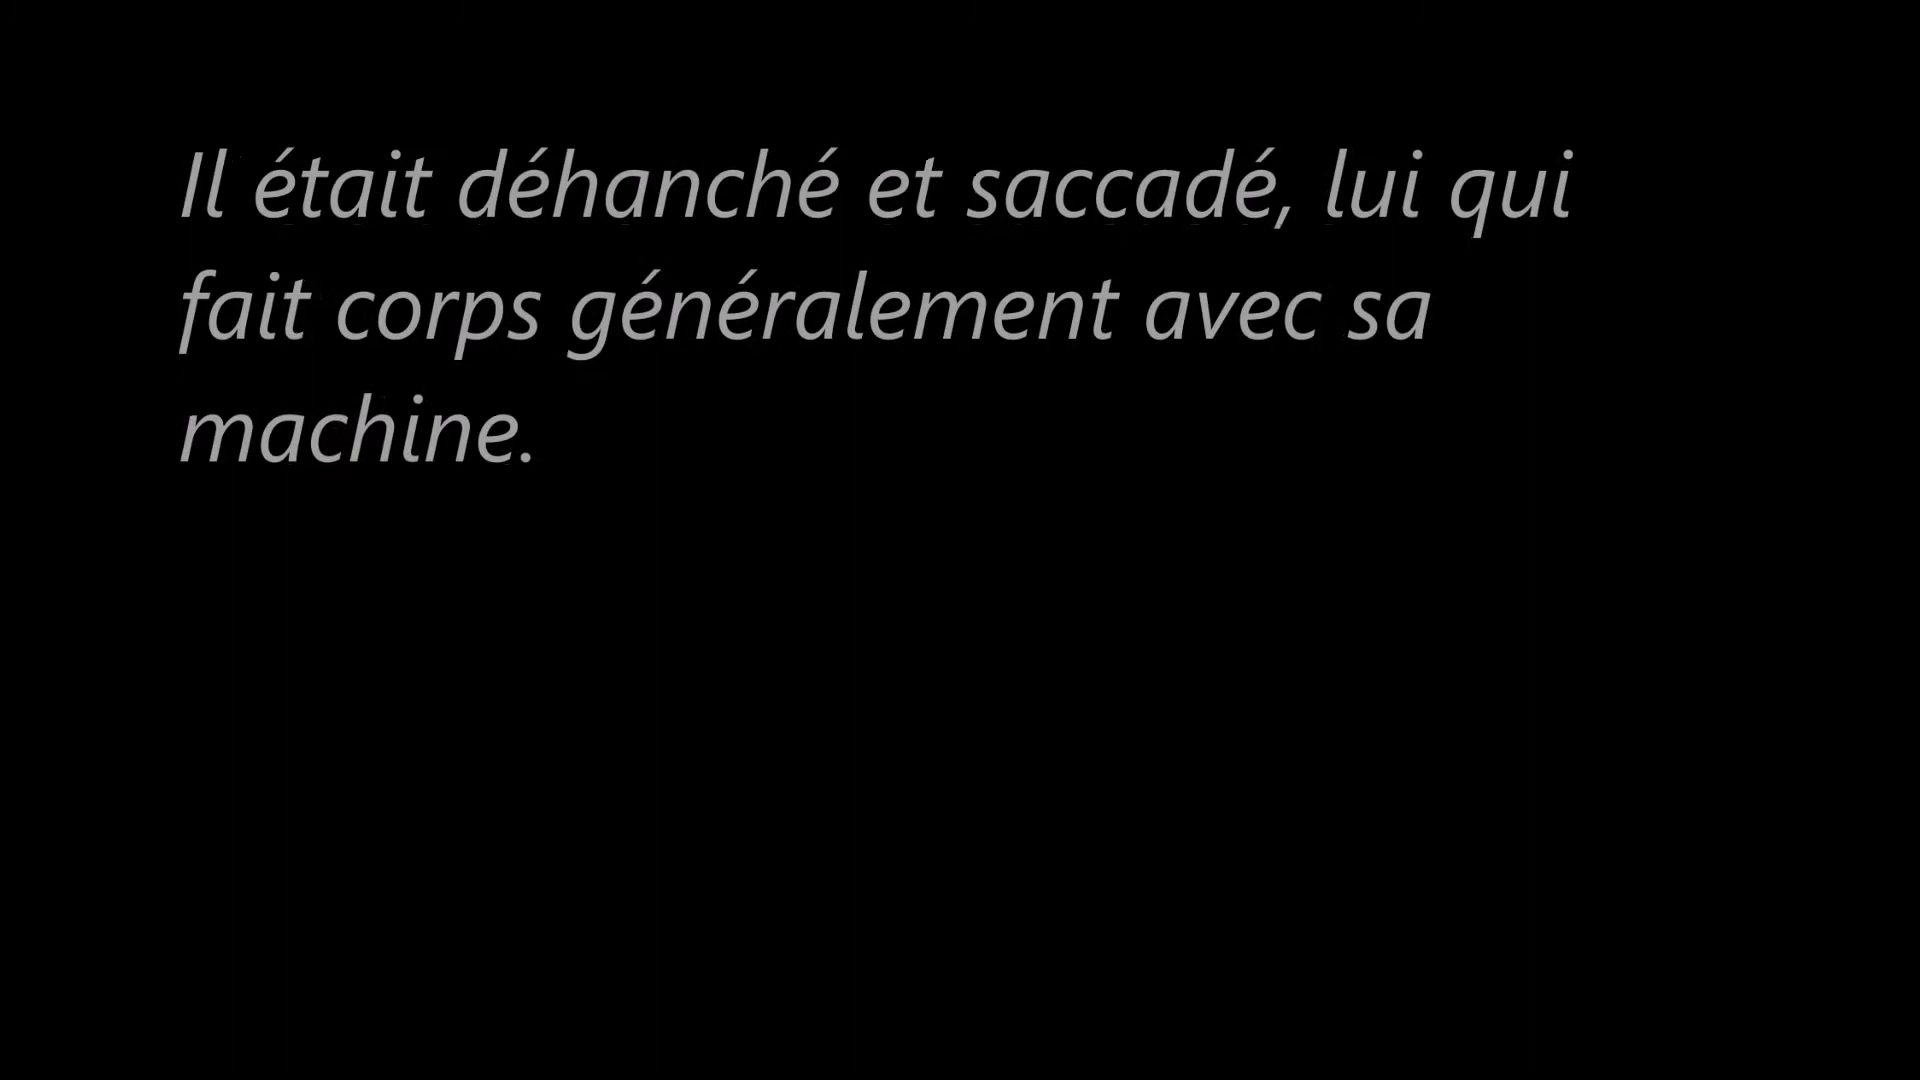 Il était déhanché et saccadé, lui qui
fait corps généralement avec sa
machine.